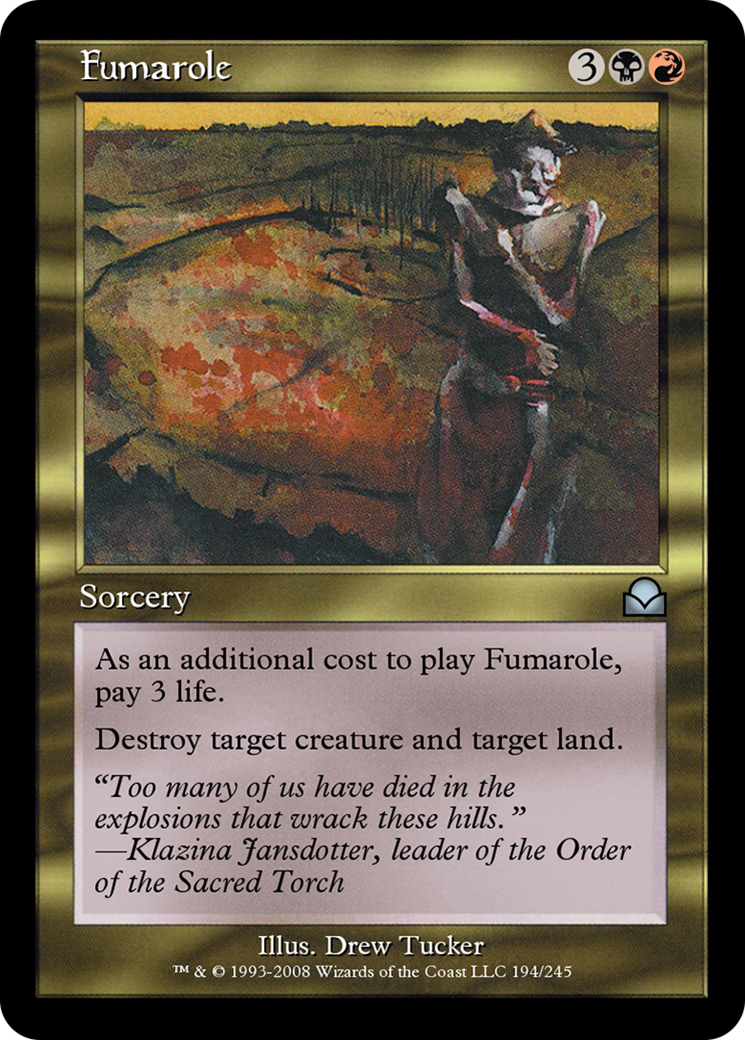 Fumarole 3
Sorcery
As an additional cost to play Fumarole,
pay 3 life.
Destroy target creature and target land.
“Too many of us have died in the
explosions that wrack these hills.”
—Klazina Jansdotter, leader of the Order
of the Sacred Torch
Illus. Drew Tucker
™ & © 1993-2008 Wizards of the Coast LLC 194/245